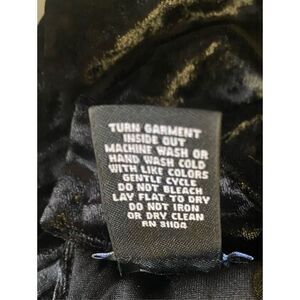 TURN GARMENT
INSIDE OUT
MACHINE WASH OR
HAND WASH COLD
WITH LIKE COLORS
GENTLE CYCLE
DO NOT BLEACH
LAY FLAT TO DRY
DO NOT IRON
OR DRY CLEAN
RN 81104